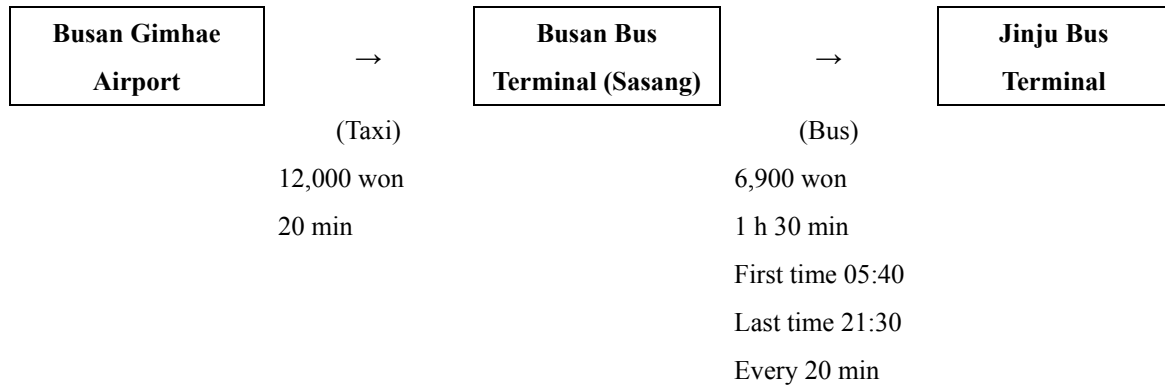 Busan Gimhae
Airport
→
Busan Bus
Terminal (Sasang)
→
Jinju Bus
Terminal
(Taxi)
12,000 won
20 min
(Bus)
6,900 won
1 h 30 min
First time 05:40
Last time 21:30
Every 20 min